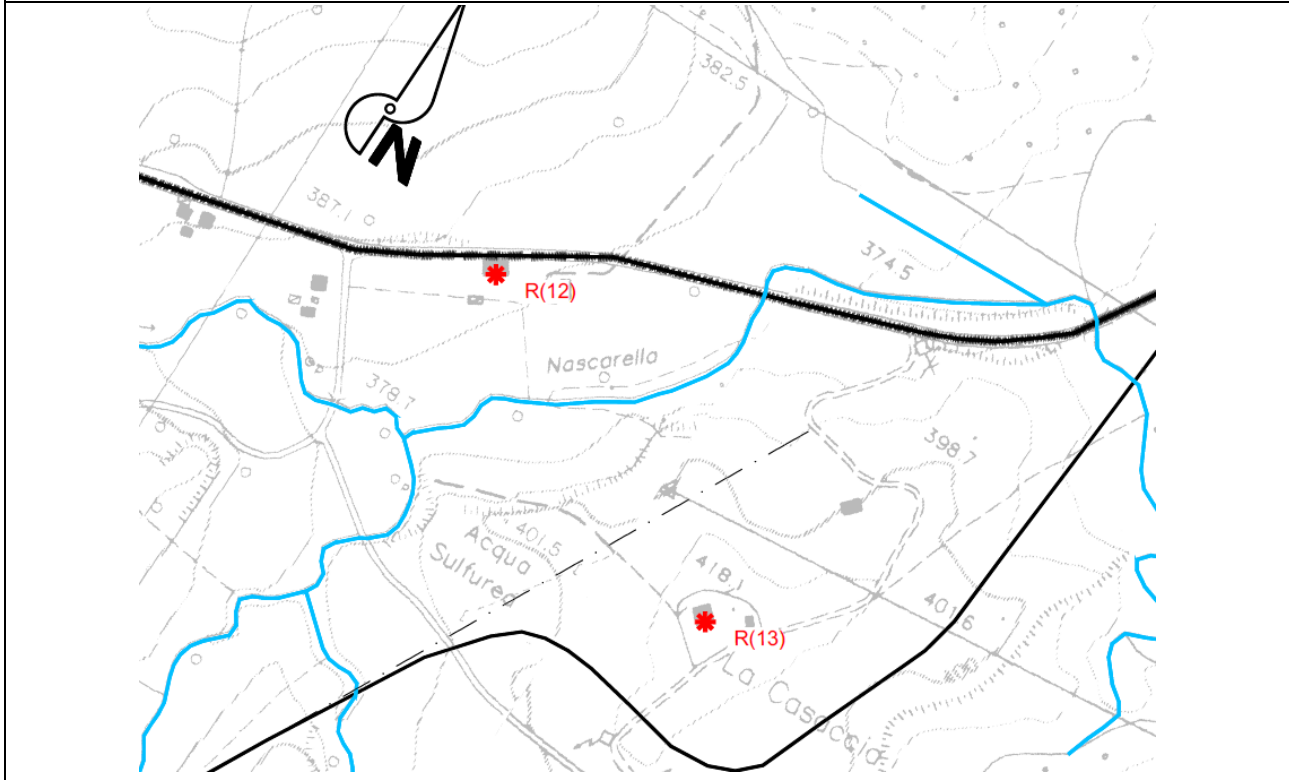 382.5
N
387.1
374.5
R(12)
Nascarella
378.7
398.7
401.5
Acqua
Sulfurea
418.1
401.6
R(13)
La Casaccia